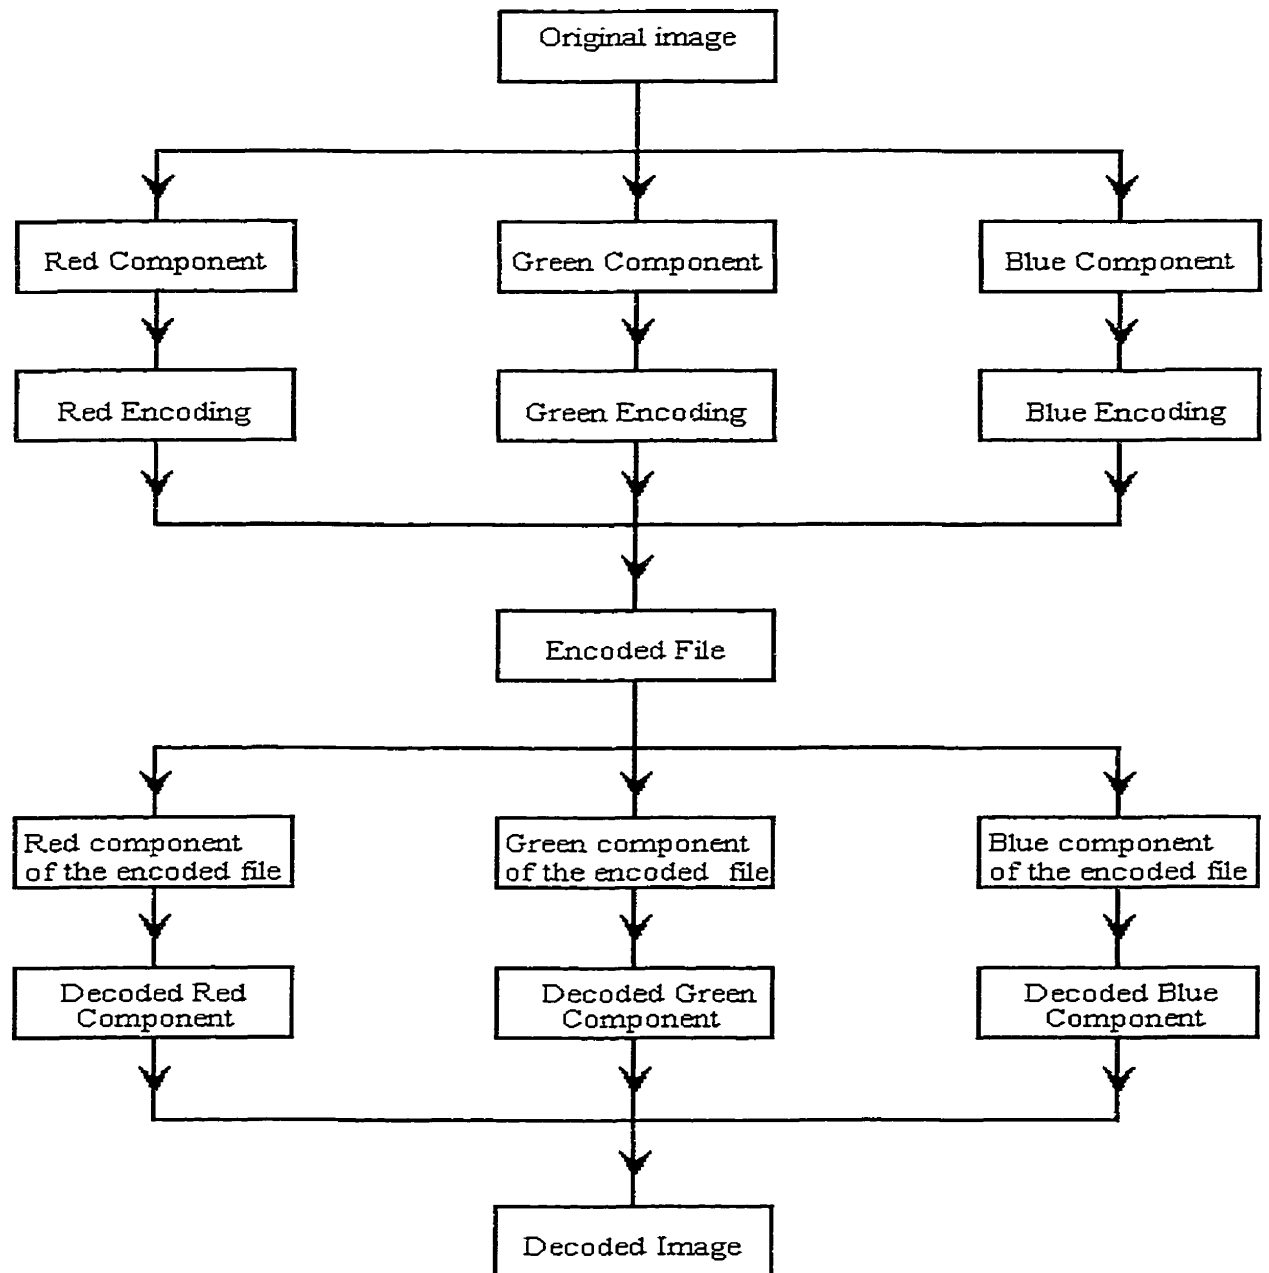 Original image
Red Component
Green Component
Blue Component
Red Encoding
Green Encoding
Blue Encoding
Encoded File
Red component
of the encoded file
Green component
of the encoded file
Blue component
of the encoded file
Decoded Red
Component
Decoded Green
Component
Decoded Blue
Component
Decoded Image